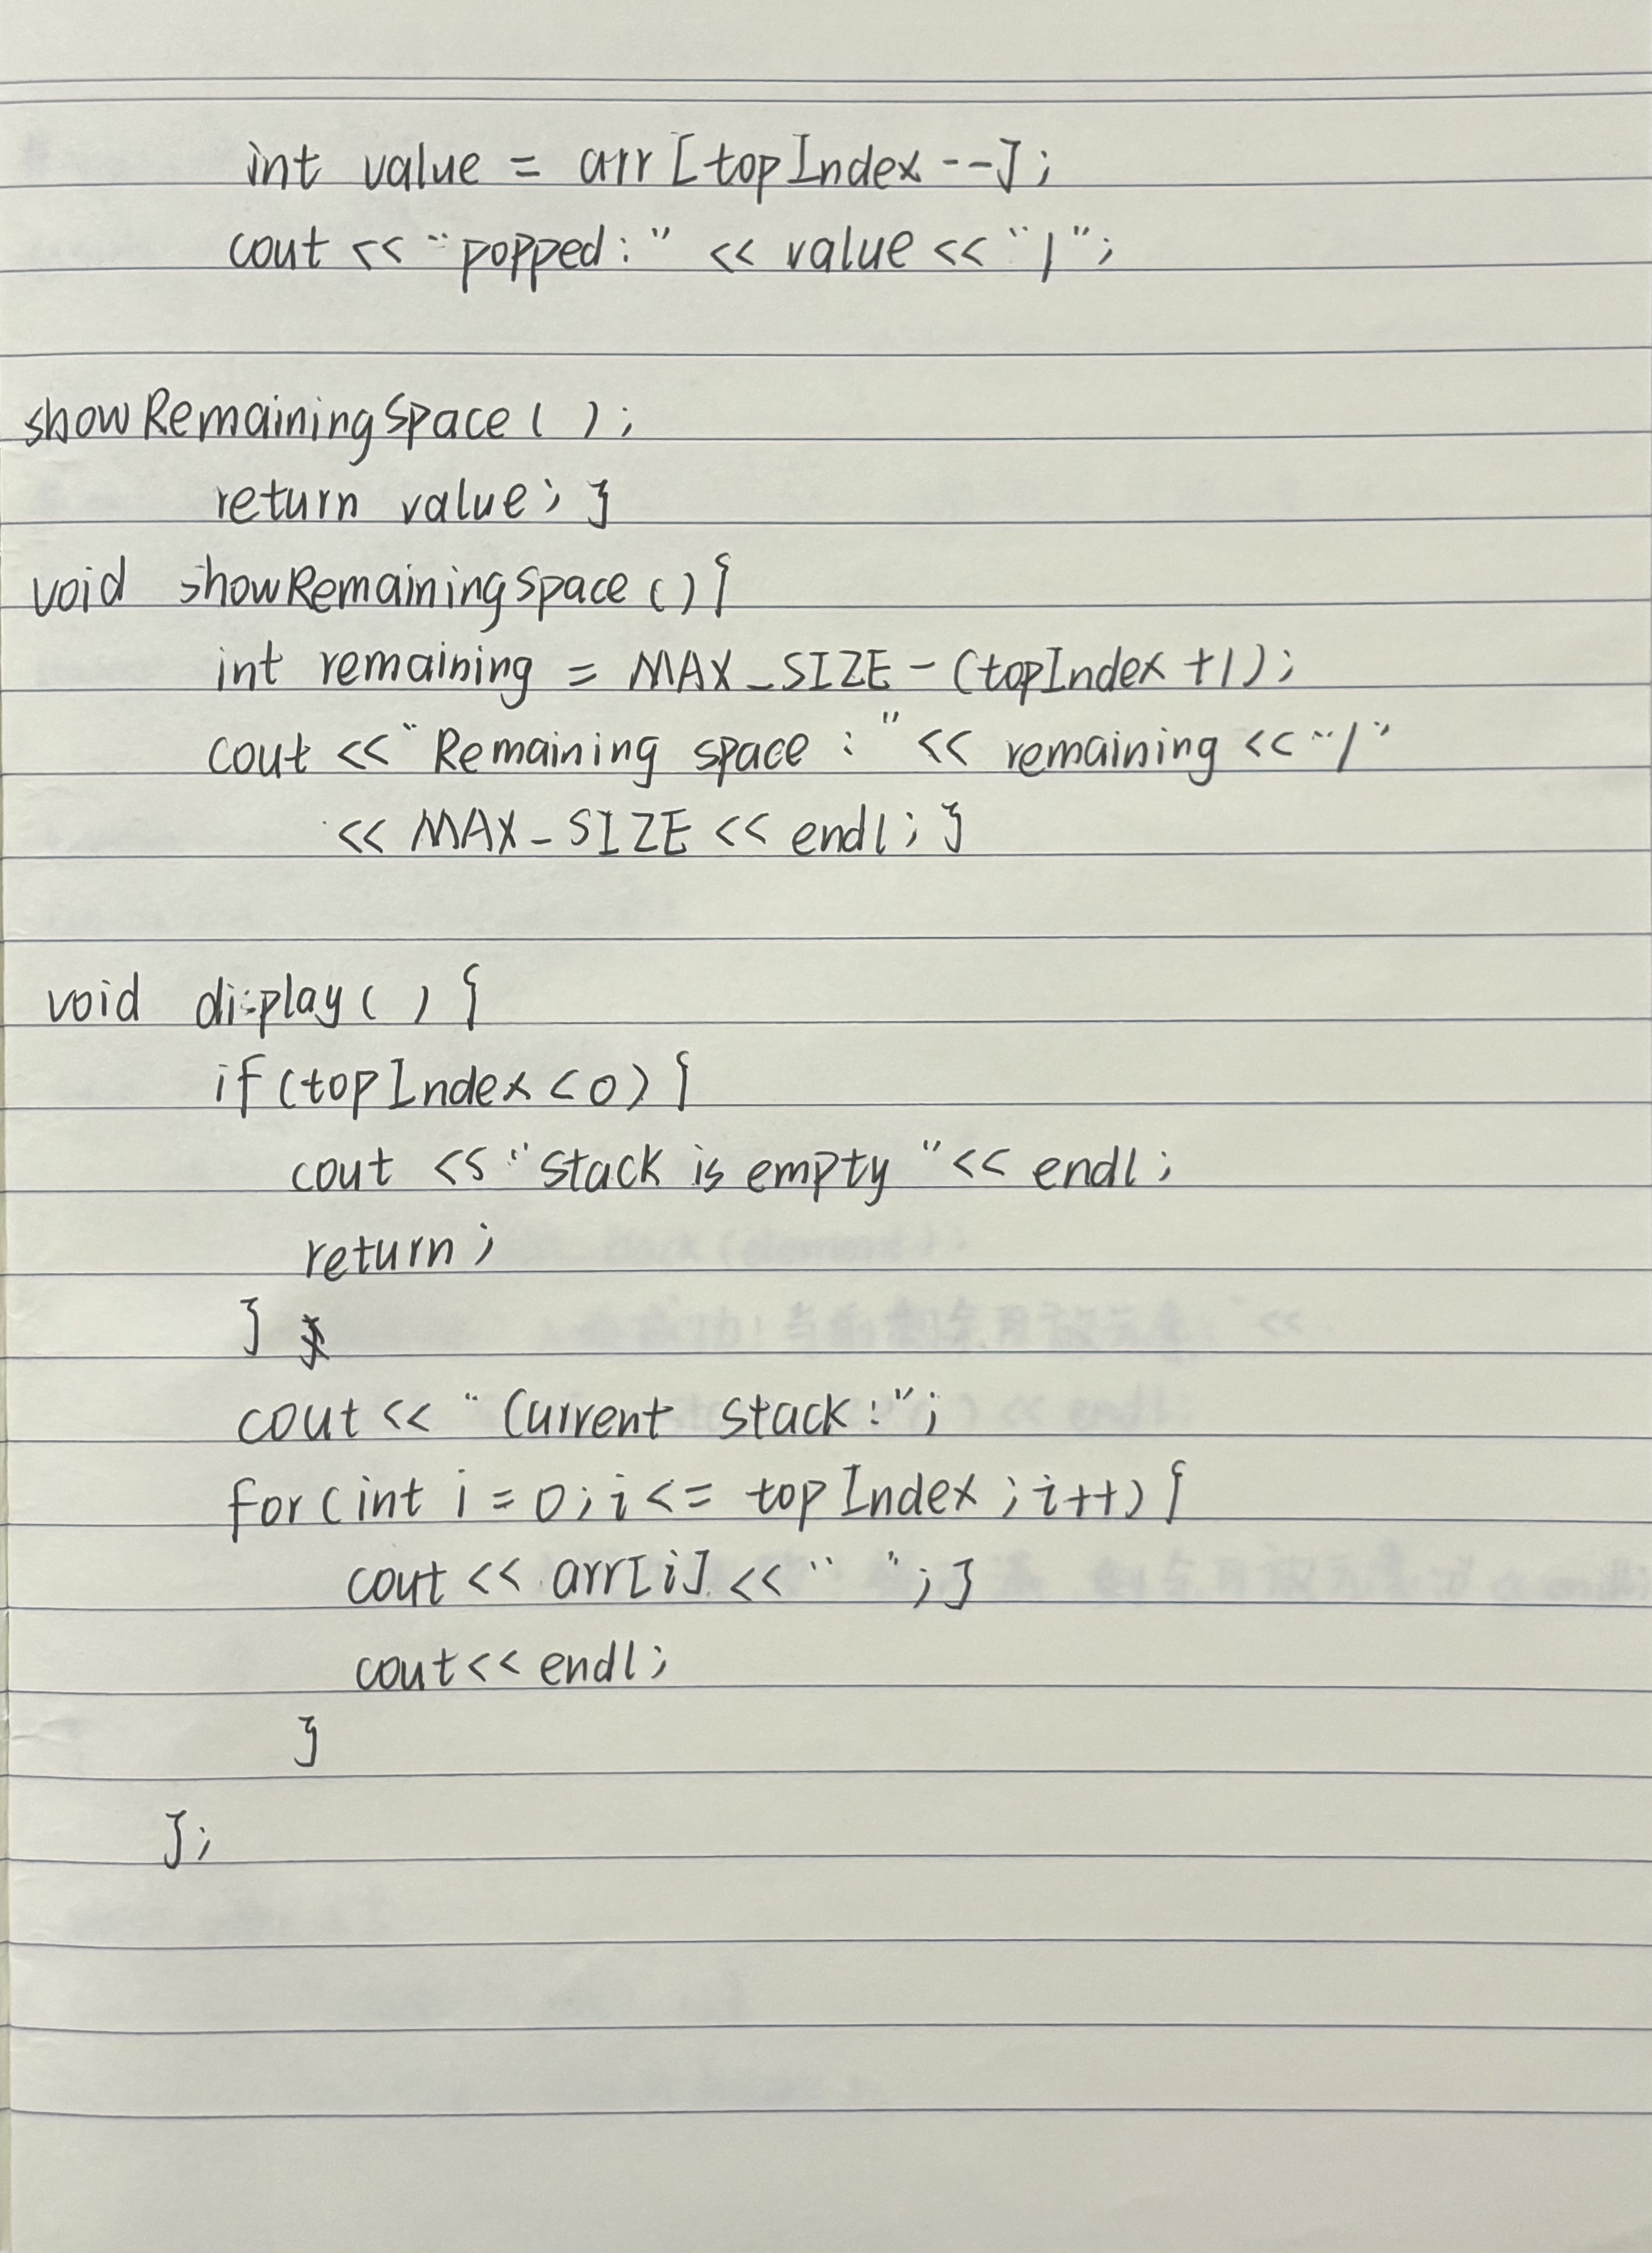 int value = arr[topIndex--];
cout << "popped:" << value << "|";
showRemainingSpace( );
return value; }
void showRemainingSpace(){
int remaining = MAX_SIZE - (topIndex +1);
cout << "Remaining space : " << remaining << "/"
<< MAX_SIZE << endl; }
void display( ) {
if(topIndex<0){
cout << "stack is empty "<< endl;
return;
}
cout << "Current stack:";
for(int i=0;i<= topIndex;i++){
cout << arr[i] << " ";}
cout<< endl;
}
};